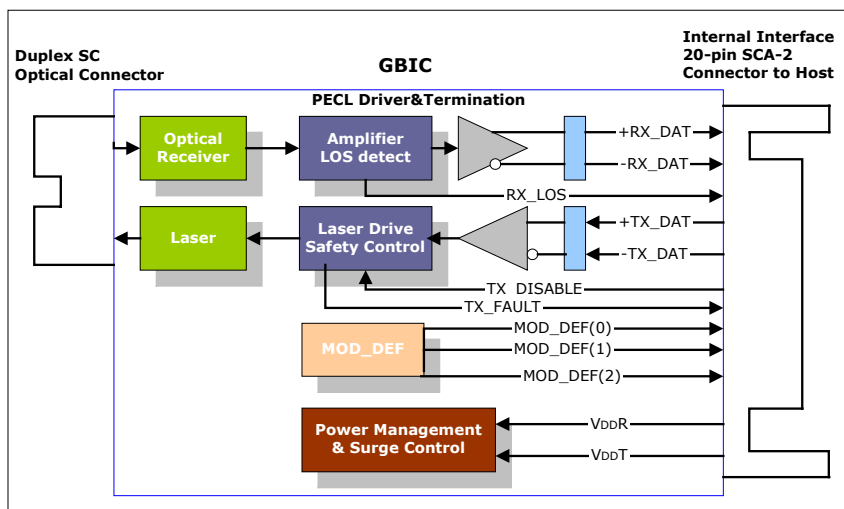 Duplex SC
Optical Connector
GBIC
Internal Interface
20-pin SCA-2
Connector to Host
PECL Driver&Termination
Optical
Receiver
Amplifier
LOS detect
+RX_DAT
-RX_DAT
RX_LOS
Laser
Laser Drive
Safety Control
+TX_DAT
-TX_DAT
TX_DISABLE
TX_FAULT
MOD_DEF
MOD_DEF(0)
MOD_DEF(1)
MOD_DEF(2)
Power Management
& Surge Control
VDDR
VDDT